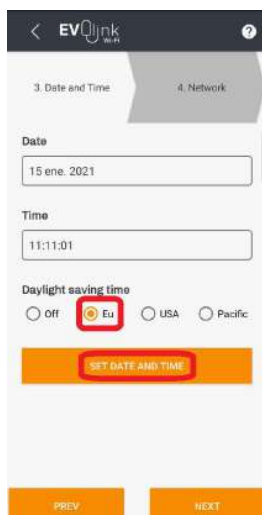 EVOlink
Wi-Fi
3. Date and Time
4. Network
Date
15 ene. 2021
Time
11:11:01
Daylight saving time
Off Eu USA Pacific
SET DATE AND TIME
PREV NEXT